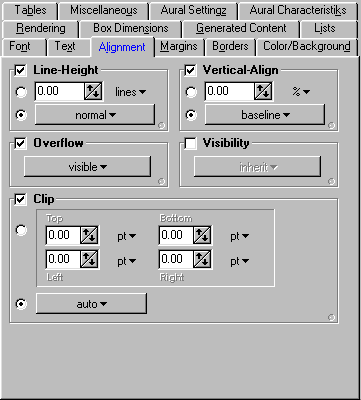 Tables Miscellaneous Aural Settingz Aural Characteristiks
Rendering Box Dimensions Generated Content Lists
Font Text Alignment Margins Borders Color/Background
Line-Height Vertical-Align
0.00 lines 0.00 %
normal baseline
Overflow Visibility
visible inherit
Clip
Top Bottom
0.00 pt 0.00 pt
0.00 pt 0.00 pt
Left Right
auto